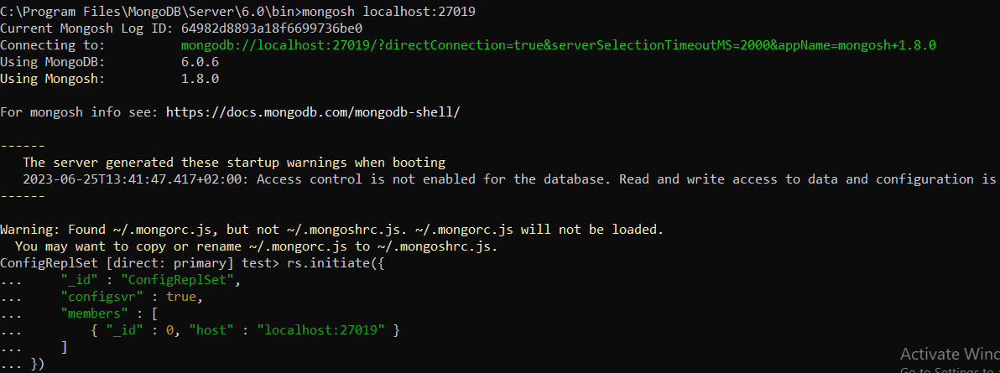 C:\Program Files\MongoDB\Server\6.0\bin>mongosh localhost:27019
Current Mongosh Log ID: 64982d8893a18f6699736be0
Connecting to:          mongodb://localhost:27019/?directConnection=true&serverSelectionTimeoutMS=2000&appName=mongosh+1.8.0
Using MongoDB:          6.0.6
Using Mongosh:          1.8.0
For mongosh info see: https://docs.mongodb.com/mongodb-shell/
------
   The server generated these startup warnings when booting
   2023-06-25T13:41:47.417+02:00: Access control is not enabled for the database. Read and write access to data and configuration is
------
Warning: Found ~/.mongorc.js, but not ~/.mongoshrc.js. ~/.mongorc.js will not be loaded.
  You may want to copy or rename ~/.mongorc.js to ~/.mongoshrc.js.
ConfigReplSet [direct: primary] test> rs.initiate({
...     "_id" : "ConfigReplSet",
...     "configsvr" : true,
...     "members" : [
...         { "_id" : 0, "host" : "localhost:27019" }
...     ]
... })
Activate Winc
Go to Settings to